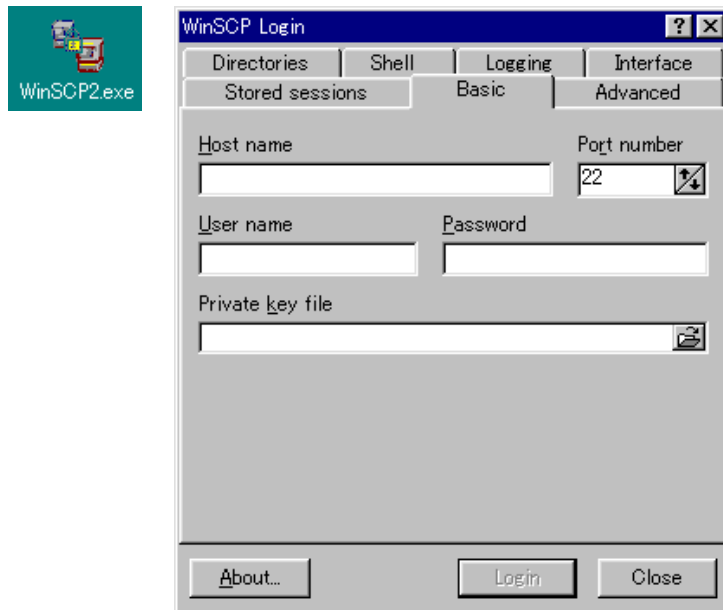 WinSCP2.exe
WinSCP Login
Directories Shell Logging Interface
Stored sessions Basic Advanced
Host name Port number
22
User name Password
Private key file
About... Login Close